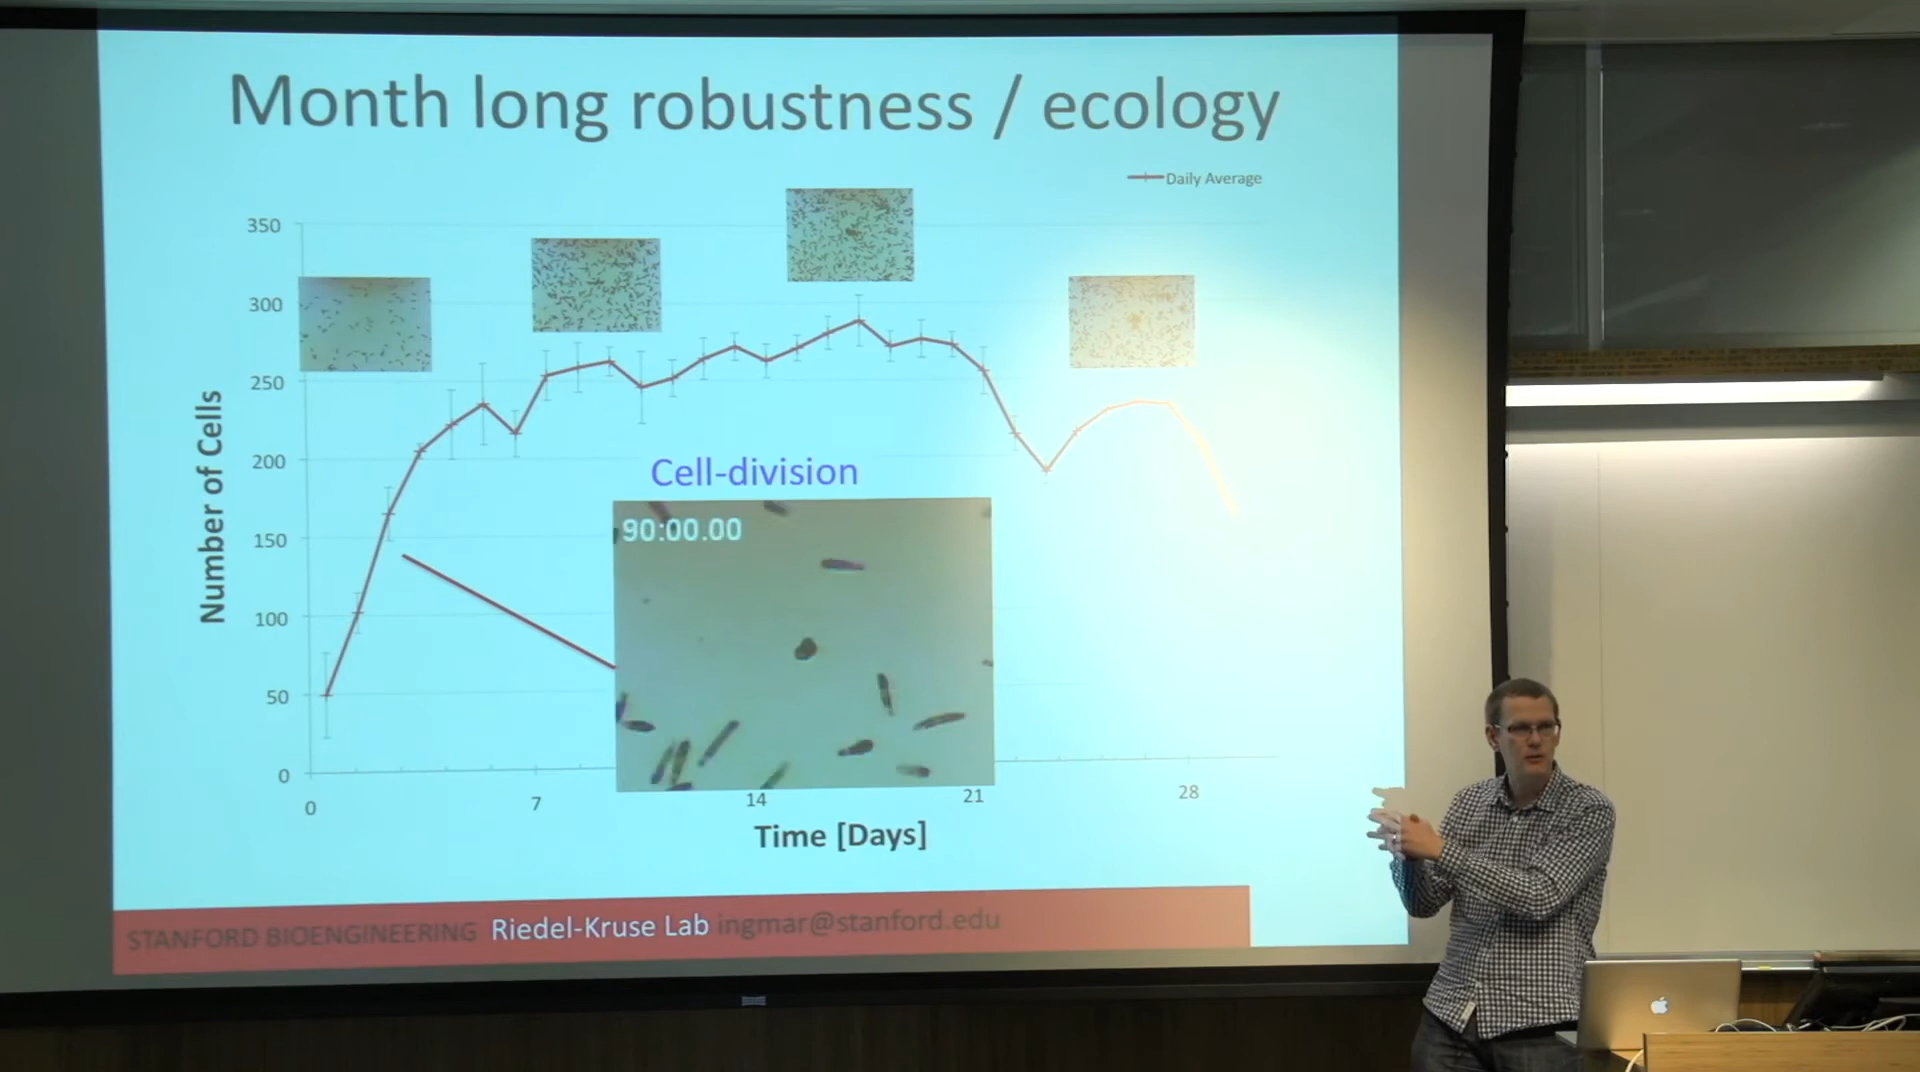 Month long robustness / ecology
Daily Average
350
300
250
200
150
100
50
0
Number of Cells
Cell-division
90:00.00
0 7 14 21 28
Time [Days]
STANFORD BIOENGINEERING Riedel-Kruse Lab ingmar@stanford.edu